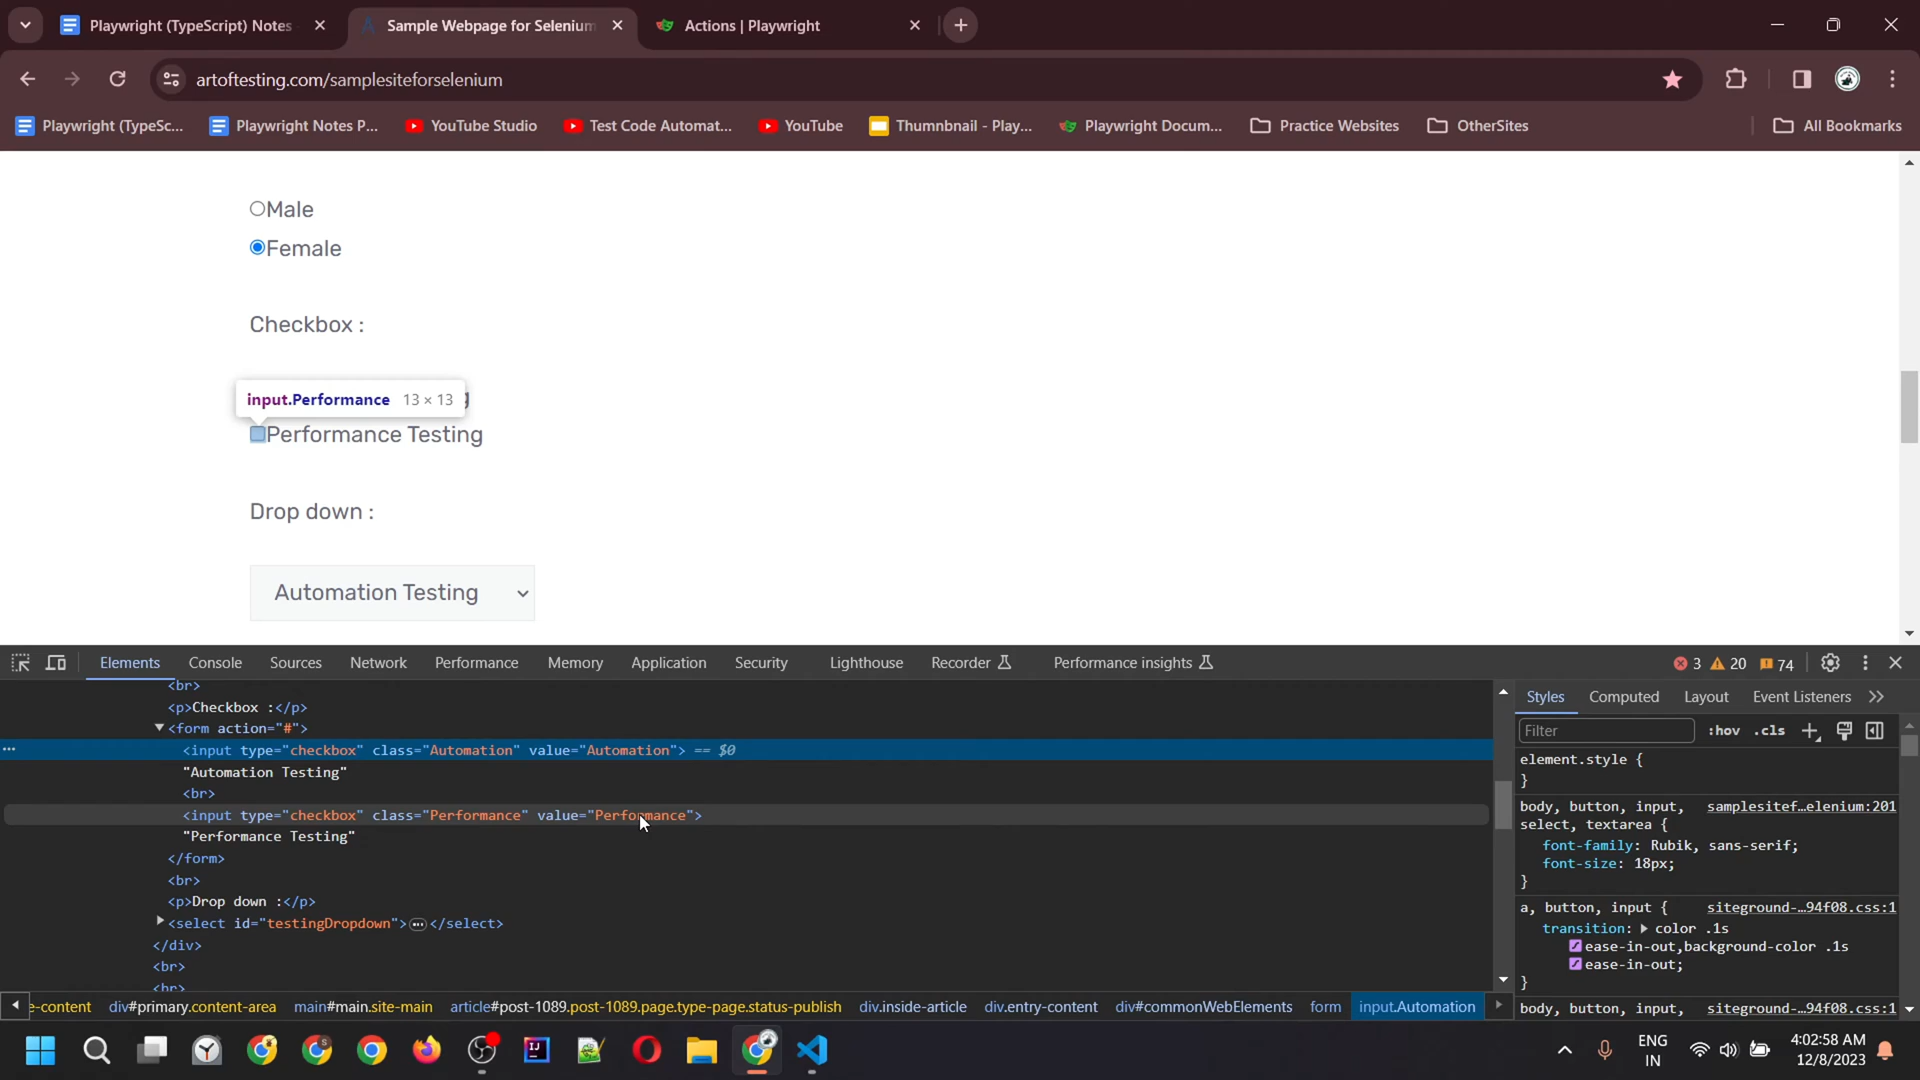 Playwright (TypeScript) Notes
Sample Webpage for Selenium
Actions | Playwright
artoftesting.com/samplesiteforselenium
Playwright (TypeSc...
Playwright Notes P...
YouTube Studio
Test Code Automat...
YouTube
Thumnbnail - Play...
Playwright Docum...
Practice Websites
OtherSites
All Bookmarks
Male
Female
Checkbox :
input.Performance 13 × 13
Performance Testing
Drop down :
Automation Testing
Elements
Console
Sources
Network
Performance
Memory
Application
Security
Lighthouse
Recorder
Performance insights
3
20
74
<br>
<p>Checkbox :</p>
<form action="#">
<input type="checkbox" class="Automation" value="Automation"> == $0
"Automation Testing"
<br>
<input type="checkbox" class="Performance" value="Performance">
"Performance Testing"
</form>
<br>
<p>Drop down :</p>
<select id="testingDropdown"> </select>
</div>
<br>
<br>
Styles
Computed
Layout
Event Listeners
Filter
:hov .cls
element.style {
}
body, button, input, samplesitef…elenium:201
select, textarea {
font-family: Rubik, sans-serif;
font-size: 18px;
}
a, button, input { siteground-…94f08.css:1
transition: color .1s
ease-in-out,background-color .1s
ease-in-out;
}
body, button, input, siteground-…94f08.css:1
e-content div#primary.content-area main#main.site-main article#post-1089.post-1089.page.type-page.status-publish div.inside-article div.entry-content div#commonWebElements form input.Automation
ENG
IN
4:02:58 AM
12/8/2023